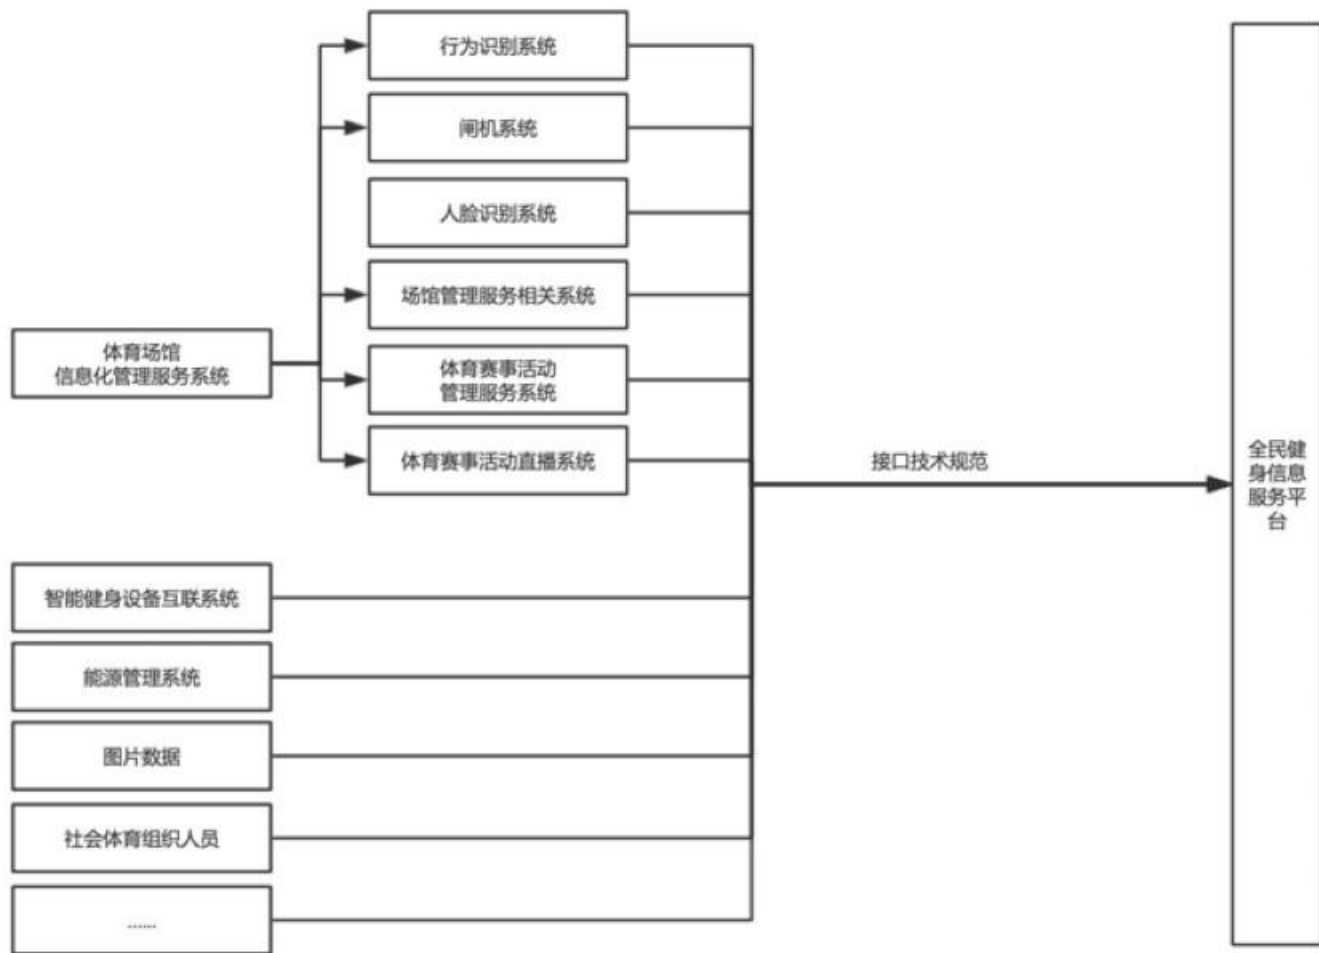 行为识别系统
闸机系统
人脸识别系统
场馆管理服务相关系统
体育场馆
信息化管理服务系统
体育赛事活动
管理服务系统
体育赛事活动直播系统
接口技术规范
全民健
身信息
服务平
台
智能健身设备互联系统
能源管理系统
图片数据
社会体育组织人员
......